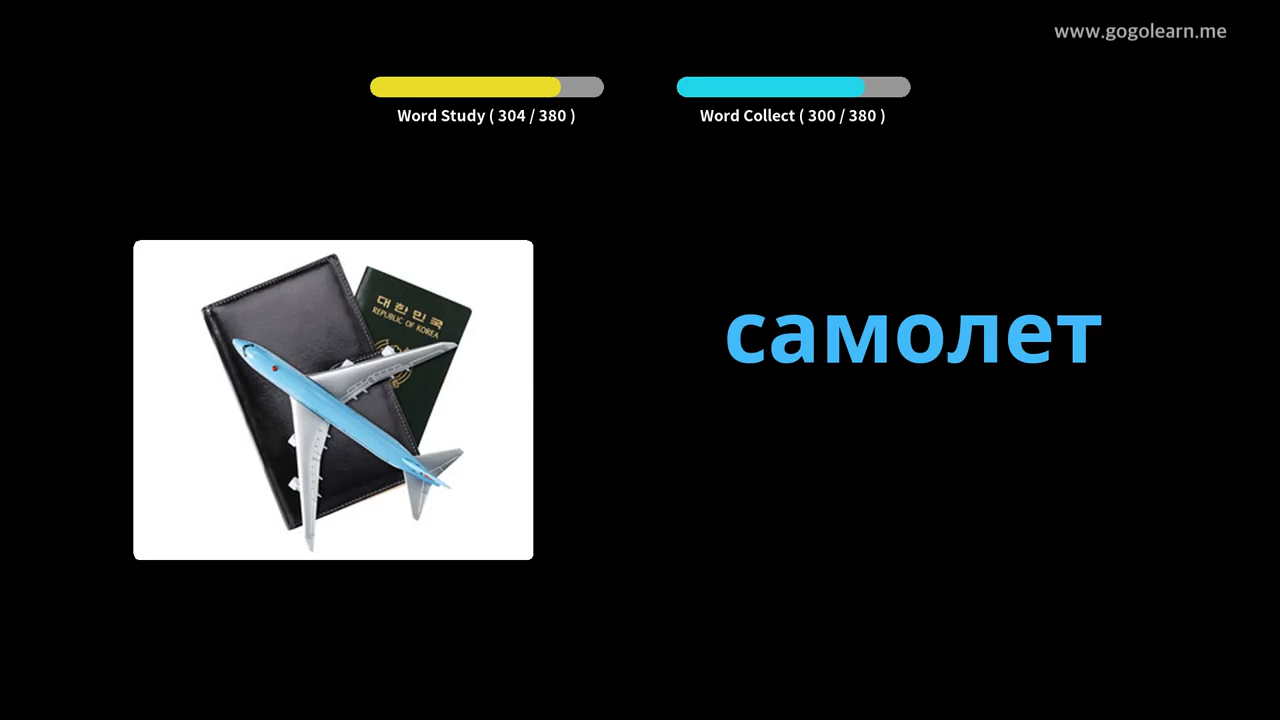 www.gogolearn.me
Word Study ( 304 / 380 )
Word Collect ( 300 / 380 )
대한민국
REPUBLIC OF KOREA
самолет